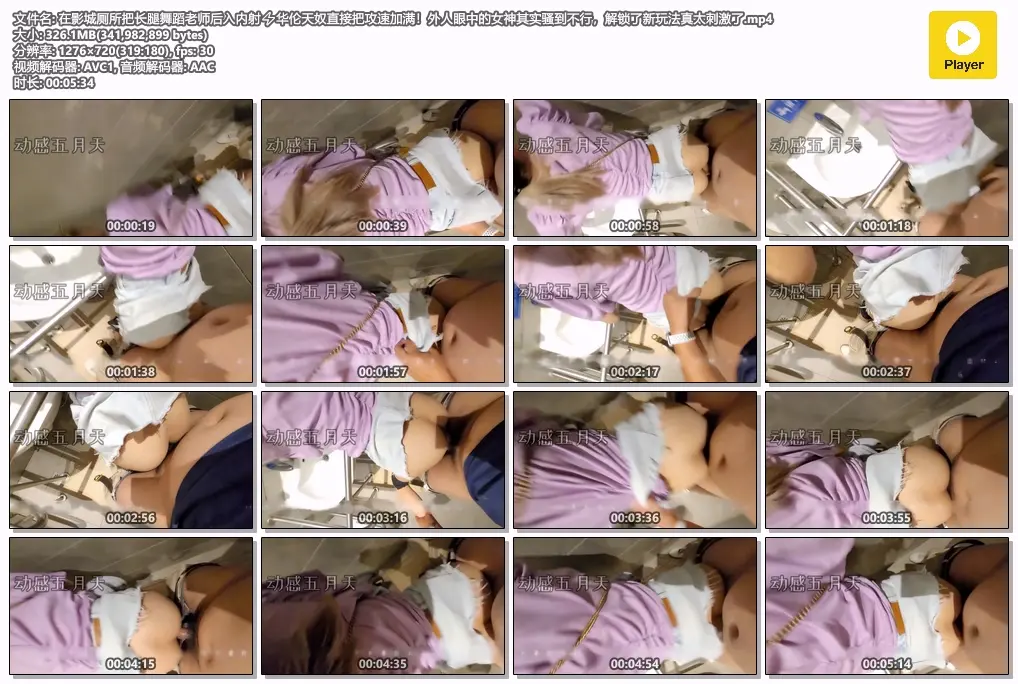 文件名: 在影城厕所把长腿舞蹈老师后入内射⚡华伦天奴直接把攻速加满！外人眼中的女神其实骚到不行，解锁了新玩法真太刺激了.mp4
大小: 326.1MB(341,982,899 bytes)
分辨率: 1276×720(319:180), fps: 30
视频解码器: AVC1, 音频解码器: AAC
时长: 00:05:34
Player
动感五月天 动感五月天 动感五月天 动感五月天
00:00:19 00:00:39 00:00:58 00:01:18
动感五月天 动感五月天 动感五月天 动感五月天
00:01:38 00:01:57 00:02:17 00:02:37
动感五月天 动感五月天 动感五月天 动感五月天
00:02:56 00:03:16 00:03:36 00:03:55
动感五月天 动感五月天 动感五月天 动感五月天
00:04:15 00:04:35 00:04:54 00:05:14